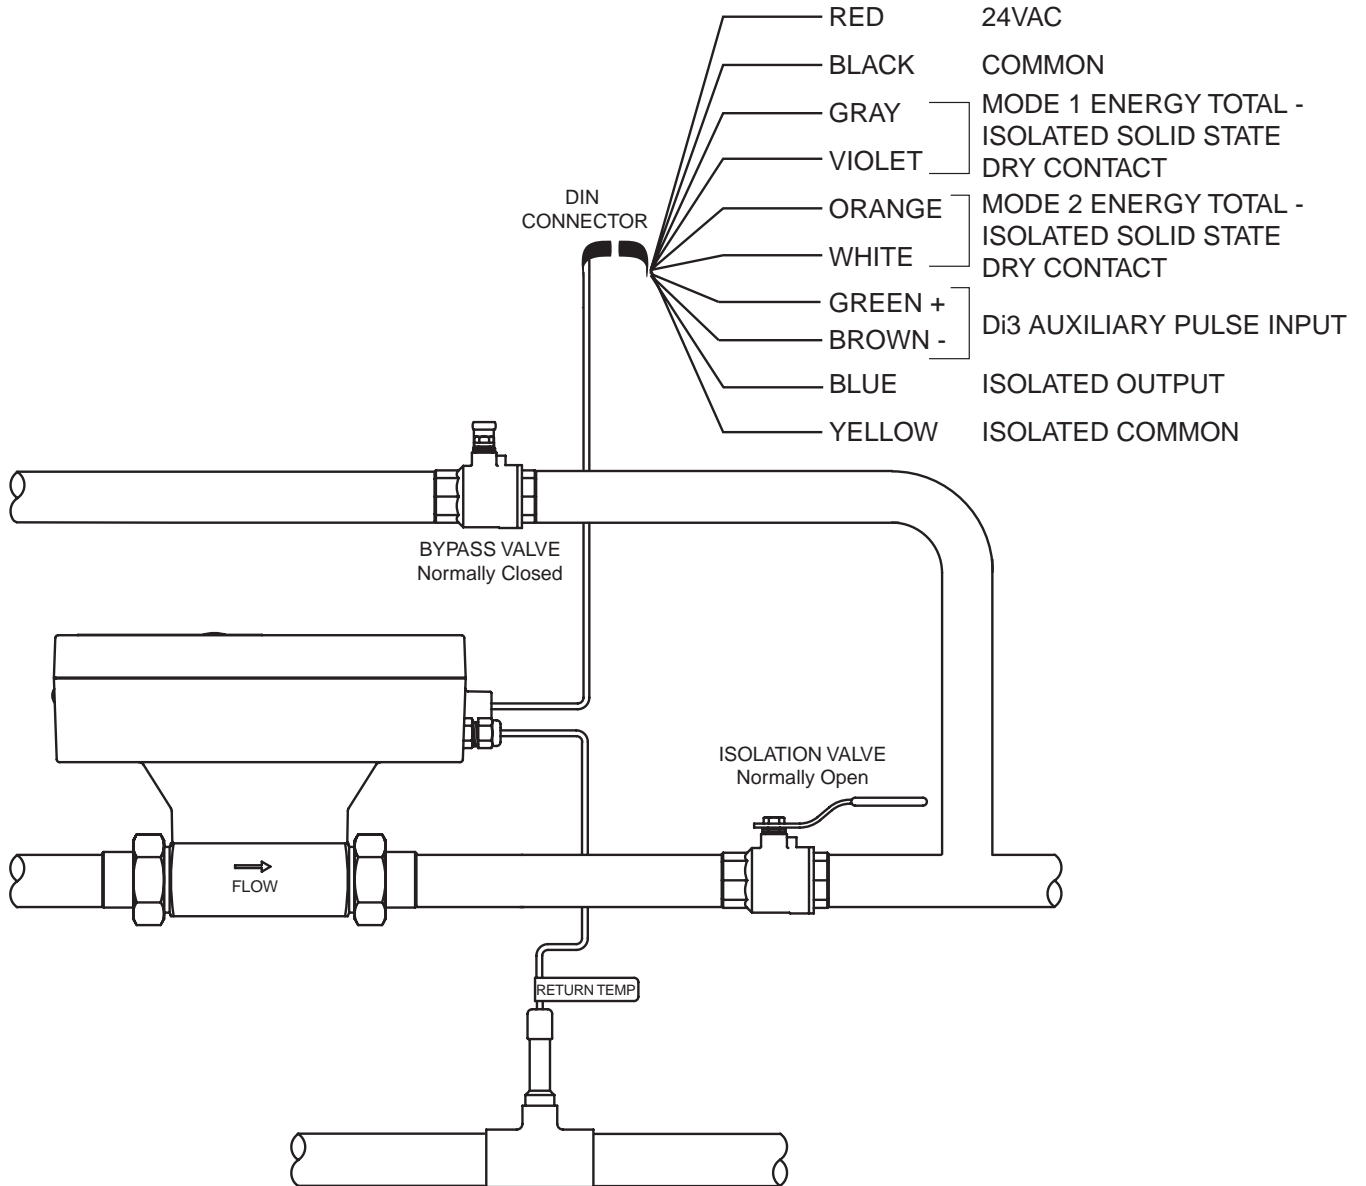 RED 24VAC
BLACK COMMON
GRAY
VIOLET
MODE 1 ENERGY TOTAL -
ISOLATED SOLID STATE
DRY CONTACT
ORANGE
WHITE
MODE 2 ENERGY TOTAL -
ISOLATED SOLID STATE
DRY CONTACT
GREEN +
BROWN -
Di3 AUXILIARY PULSE INPUT
BLUE ISOLATED OUTPUT
YELLOW ISOLATED COMMON
DIN
CONNECTOR
BYPASS VALVE
Normally Closed
ISOLATION VALVE
Normally Open
FLOW
RETURN TEMP